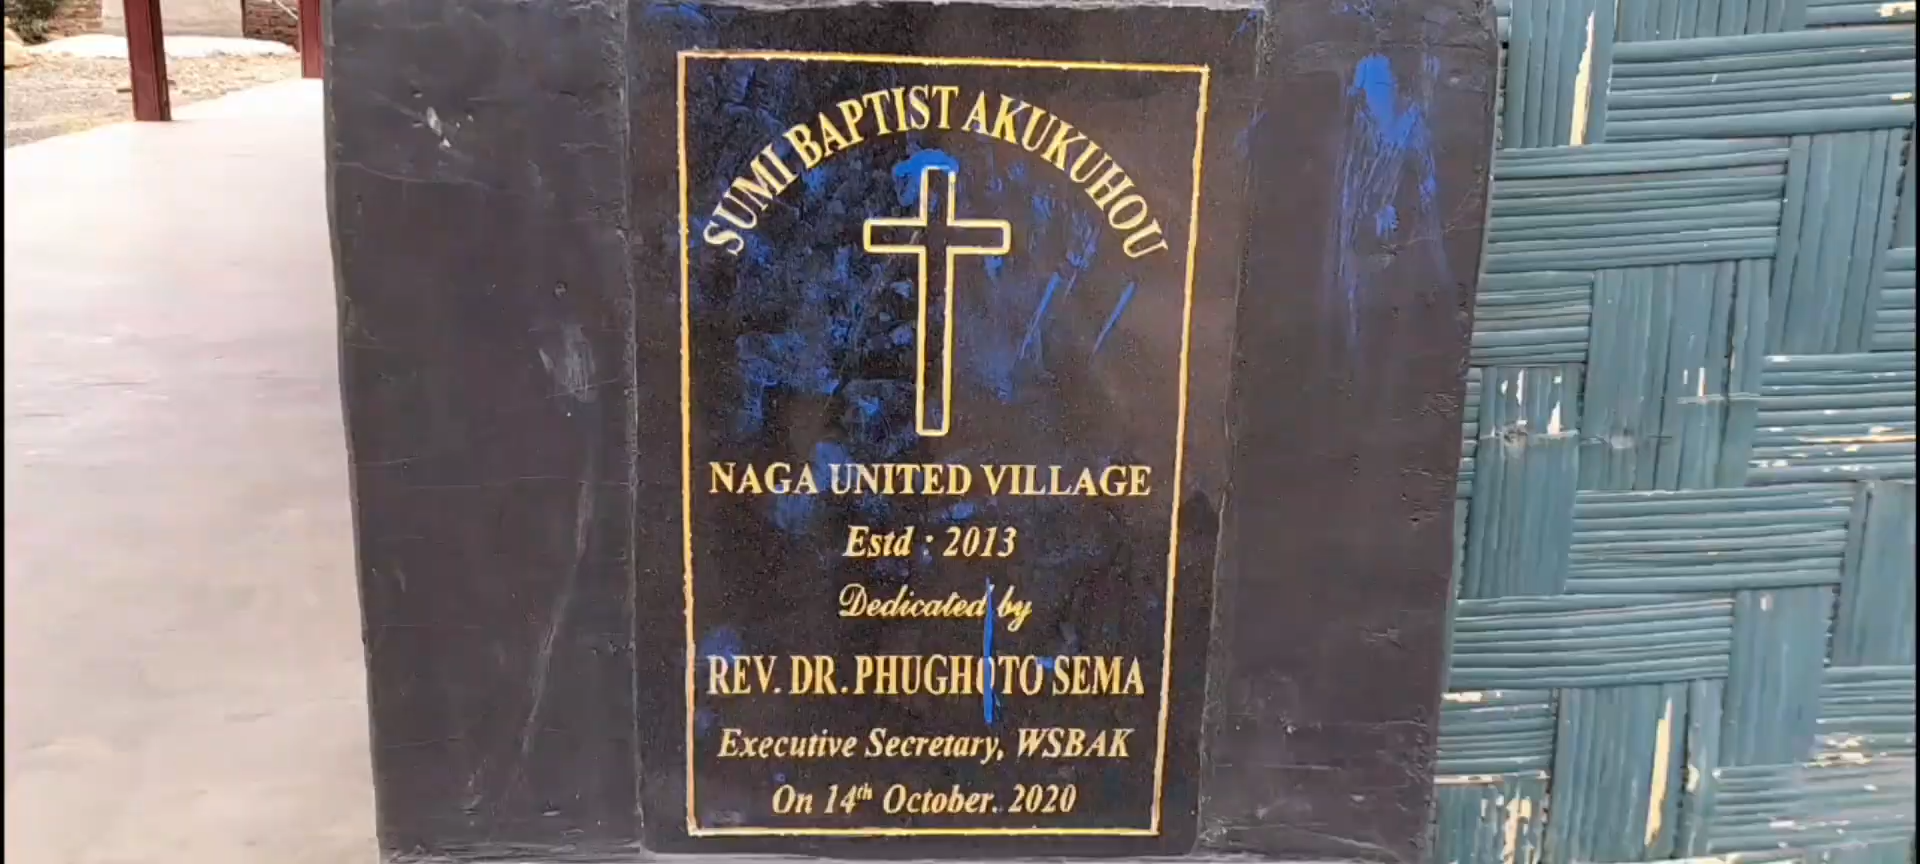 SUMI BAPTIST AKUKUHOU
NAGA UNITED VILLAGE
Estd : 2013
Dedicated by
REV. DR. PHUGHOTO SEMA
Executive Secretary, WSBAK
On 14th October. 2020